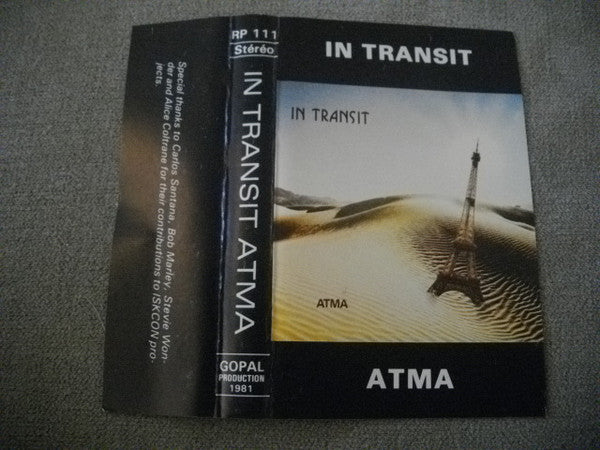 Special thanks to Carlos Santana, Bob Marley, Stevie Won-
der and Alice Coltrane for their contributions to ISKCON pro-
jects.
RP 111
Stéréo
IN TRANSIT ATMA
GOPAL
PRODUCTION
1981
IN TRANSIT
IN TRANSIT
ATMA
ATMA